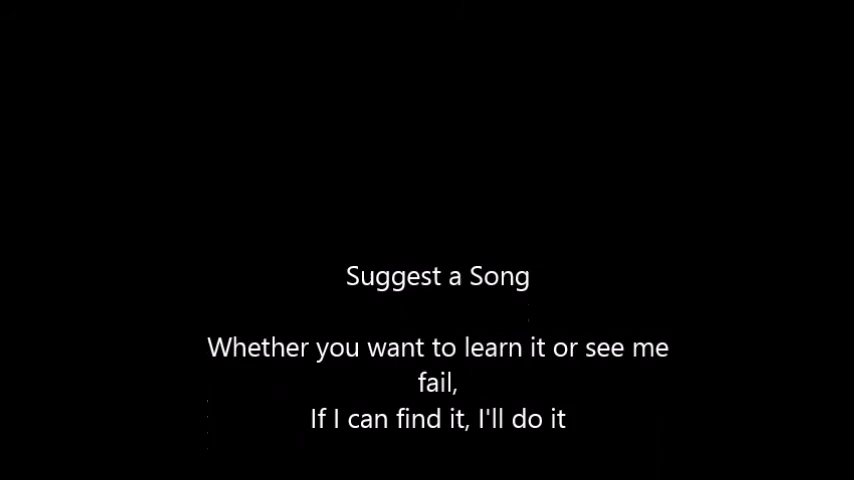 Suggest a Song
Whether you want to learn it or see me
fail,
If I can find it, I'll do it